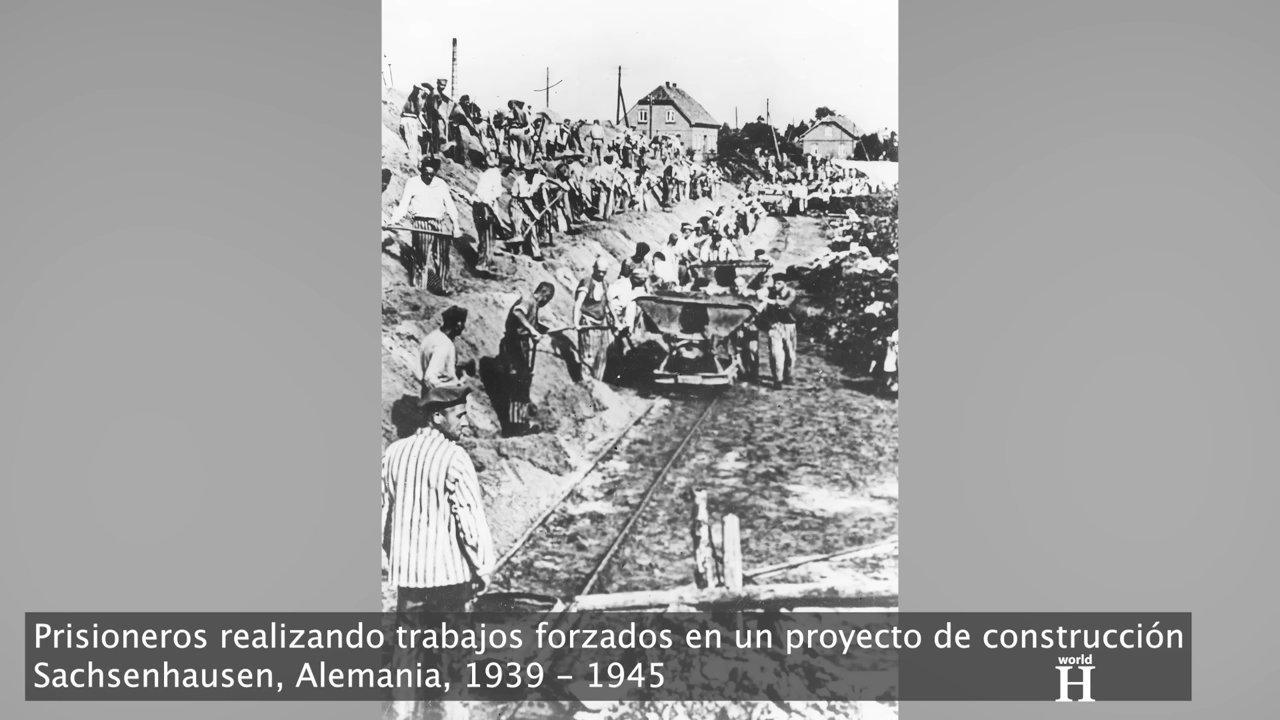 Prisioneros realizando trabajos forzados en un proyecto de construcción
Sachsenhausen, Alemania, 1939 – 1945
world
H